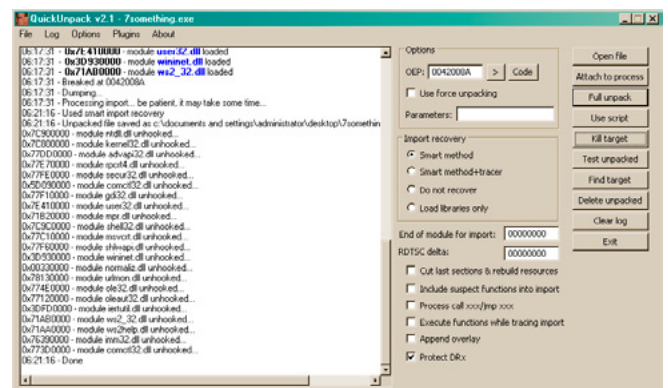 QuickUnpack v2.1 - 7something.exe
File Log Options Plugins About
06:17:31 - 0x7E410000 - module user32.dll loaded
06:17:31 - 0x3D930000 - module wininet.dll loaded
06:17:31 - 0x71AB0000 - module ws2_32.dll loaded
06:17:31 - Breaked at 0042008A
06:17:31 - Dumping...
06:17:31 - Processing import... be patient, it may take some time...
06:21:16 - Used smart import recovery
06:21:16 - Unpacked file saved as c:\documents and settings\administrator\desktop\7somethin
0x7C900000 - module ntdll.dll unhooked...
0x7C800000 - module kernel32.dll unhooked...
0x77DD0000 - module advapi32.dll unhooked...
0x77E70000 - module rpcrt4.dll unhooked...
0x77FE0000 - module secur32.dll unhooked...
0x5D090000 - module comctl32.dll unhooked...
0x77F10000 - module gdi32.dll unhooked...
0x7E410000 - module user32.dll unhooked...
0x71B20000 - module mpr.dll unhooked...
0x7C9C0000 - module shell32.dll unhooked...
0x77C10000 - module msvcrt.dll unhooked...
0x77F60000 - module shlwapi.dll unhooked...
0x3D930000 - module wininet.dll unhooked...
0x00330000 - module normaliz.dll unhooked...
0x78130000 - module urlmon.dll unhooked...
0x774E0000 - module ole32.dll unhooked...
0x77120000 - module oleaut32.dll unhooked...
0x3DFD0000 - module iertutil.dll unhooked...
0x71AB0000 - module ws2_32.dll unhooked...
0x71AA0000 - module ws2help.dll unhooked...
0x76390000 - module imm32.dll unhooked...
0x773D0000 - module comctl32.dll unhooked...
06:21:16 - Done
Options
OEP: 0042008A > Code
Use force unpacking
Parameters:
Import recovery
Smart method
Smart method+tracer
Do not recover
Load libraries only
End of module for import: 00000000
RDTSC delta: 00000000
Cut last sections & rebuild resources
Include suspect functions into import
Process call xxx/jmp xxx
Execute functions while tracing import
Append overlay
Protect DRx
Open file
Attach to process
Full unpack
Use script
Kill target
Test unpacked
Find target
Delete unpacked
Clear log
Exit